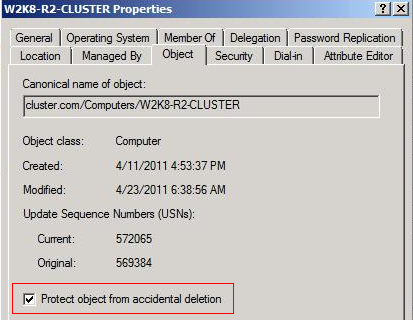 W2K8-R2-CLUSTER Properties
General Operating System Member Of Delegation Password Replication
Location Managed By Object Security Dial-in Attribute Editor
Canonical name of object:
cluster.com/Computers/W2K8-R2-CLUSTER
Object class: Computer
Created: 4/11/2011 4:53:37 PM
Modified: 4/23/2011 6:38:56 AM
Update Sequence Numbers (USNs):
Current: 572065
Original: 569384
Protect object from accidental deletion